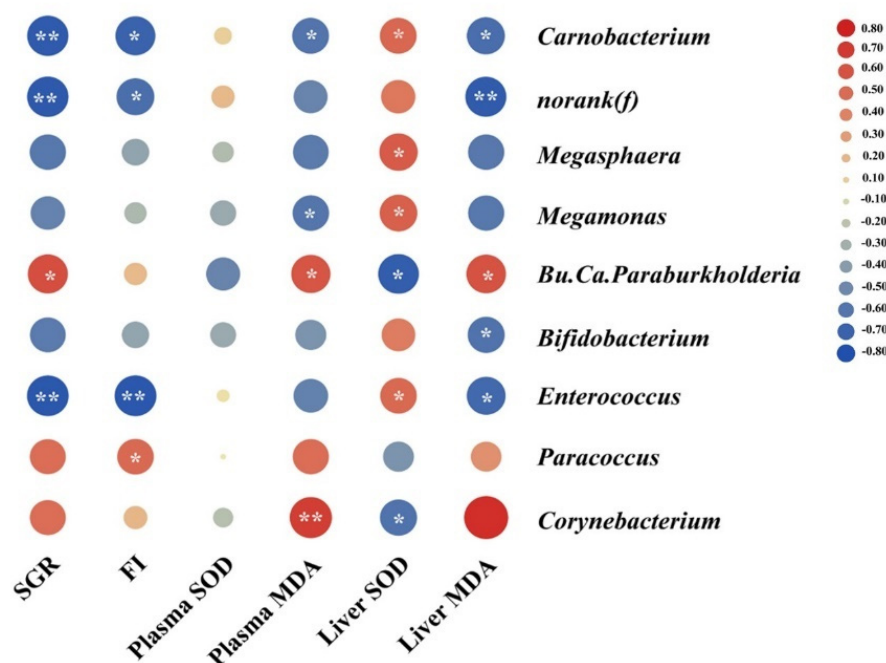 ** * * * * Carnobacterium
** * ** norank(f)
* Megasphaera
* * Megamonas
* * * * Bu.Ca.Paraburkholderia
* Bifidobacterium
** ** * * Enterococcus
* Paracoccus
** * Corynebacterium
SGR
FI
Plasma SOD
Plasma MDA
Liver SOD
Liver MDA
0.80
0.70
0.60
0.50
0.40
0.30
0.20
0.10
-0.10
-0.20
-0.30
-0.40
-0.50
-0.60
-0.70
-0.80